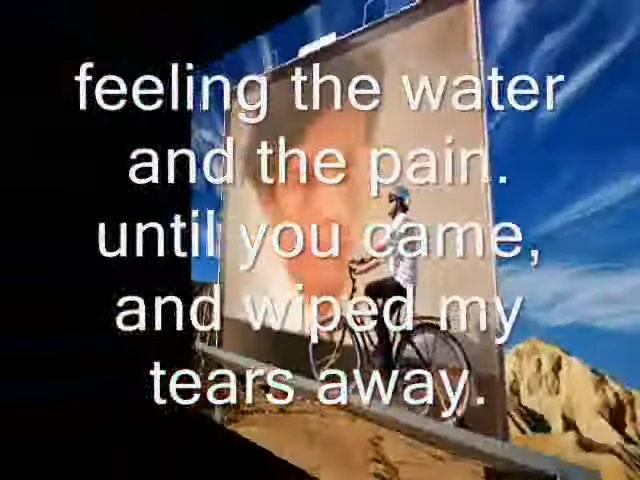 feeling the water
and the pain.
until you came,
and wiped my
tears away.